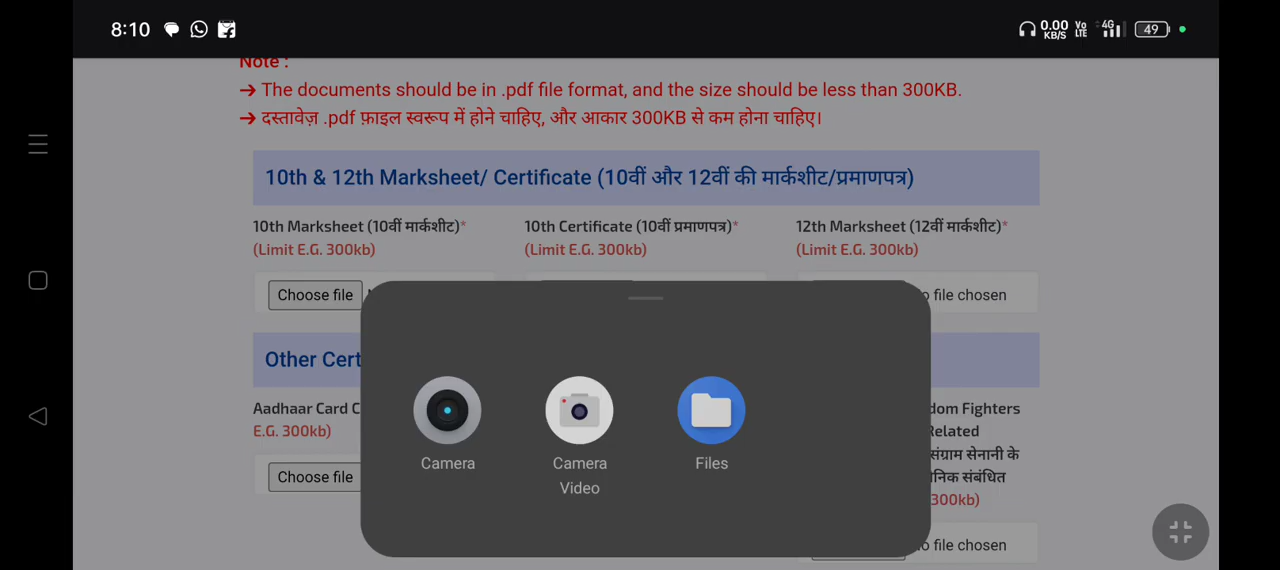 8:10
0.00 KB/S Vo LTE 4G 49
Note :
→ The documents should be in .pdf file format, and the size should be less than 300KB.
→ दस्तावेज़ .pdf फ़ाइल स्वरूप में होने चाहिए, और आकार 300KB से कम होना चाहिए।
10th & 12th Marksheet/ Certificate (10वीं और 12वीं की मार्कशीट/प्रमाणपत्र)
10th Marksheet (10वीं मार्कशीट)* 10th Certificate (10वीं प्रमाणपत्र)* 12th Marksheet (12वीं मार्कशीट)*
(Limit E.G. 300kb) (Limit E.G. 300kb) (Limit E.G. 300kb)
Choose file o file chosen
Other Cert
Aadhaar Card C dom Fighters
E.G. 300kb) Related
संग्राम सेनानी के
Choose file निक संबंधित
300kb)
o file chosen
Camera Camera Files
Video